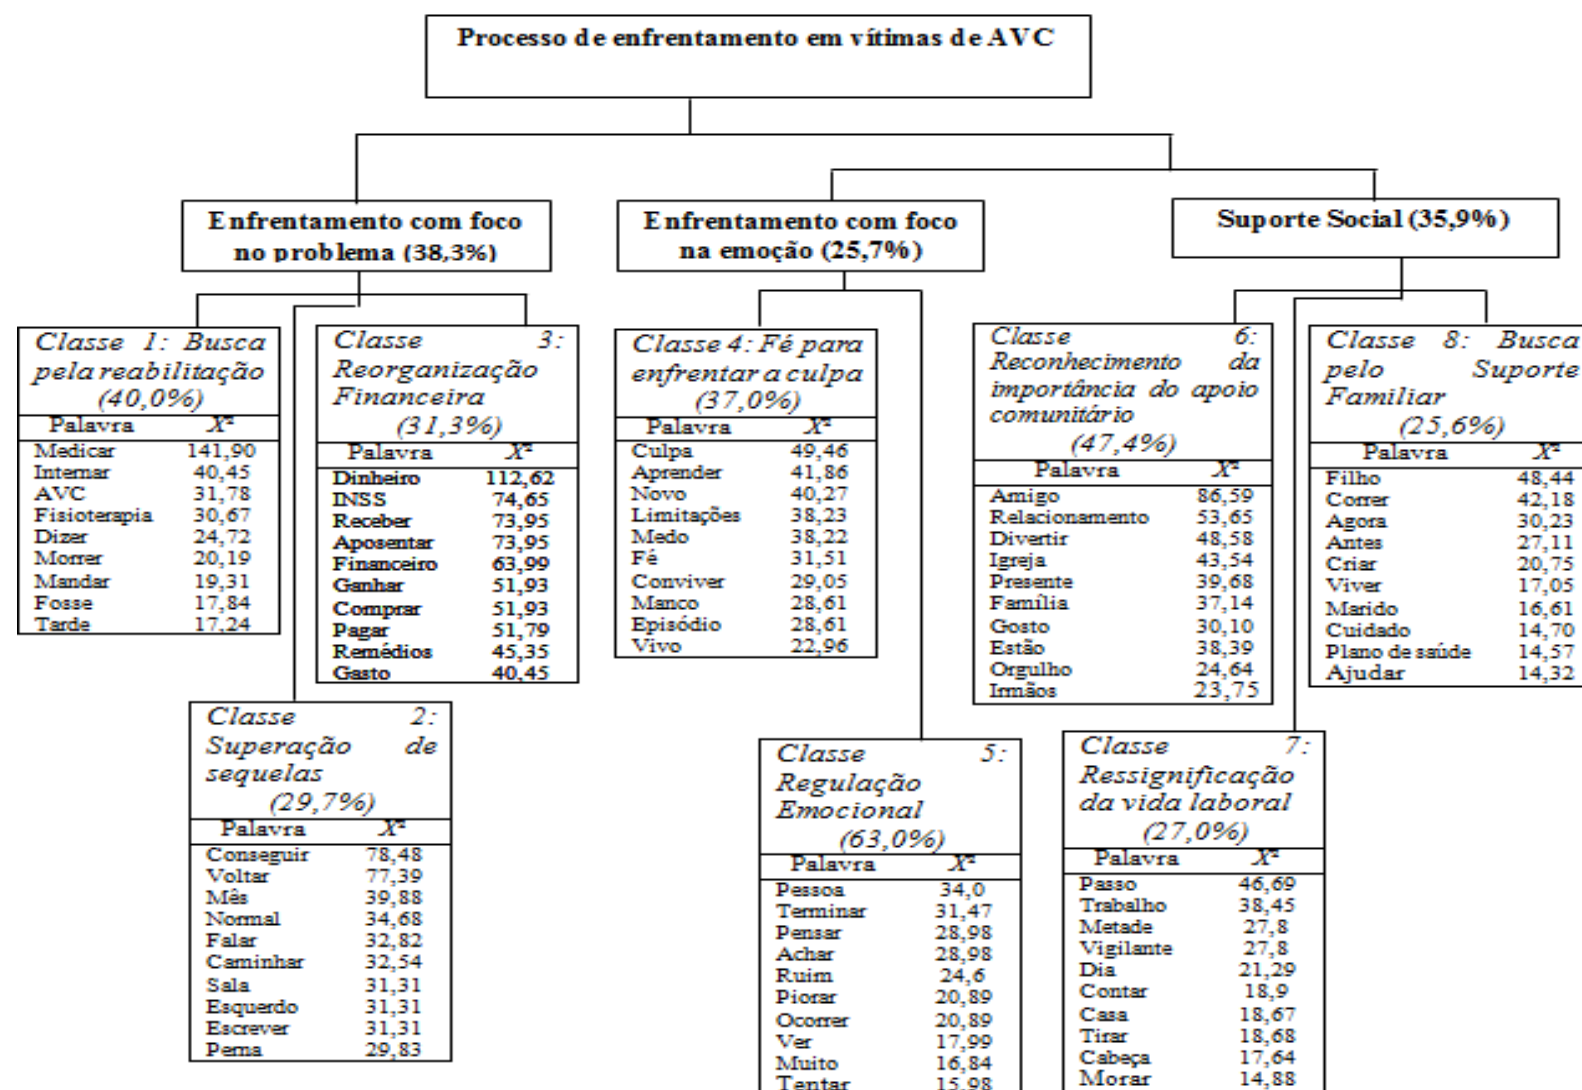 Processo de enfrentamento em vítimas de AVC
Enfrentamento com foco
no problema (38,3%)
Enfrentamento com foco
na emoção (25,7%)
Suporte Social (35,9%)
Classe 1: Busca
pela reabilitação
(40,0%)
Palavra X²
Medicar 141,90
Internar 40,45
AVC 31,78
Fisioterapia 30,67
Dizer 24,72
Morrer 20,19
Mandar 19,31
Fosse 17,84
Tarde 17,24
Classe 3:
Reorganização
Financeira
(31,3%)
Palavra X²
Dinheiro 112,62
INSS 74,65
Receber 73,95
Aposentar 73,95
Financeiro 63,99
Ganhar 51,93
Comprar 51,93
Pagar 51,79
Remédios 45,35
Gasto 40,45
Classe 4: Fé para
enfrentar a culpa
(37,0%)
Palavra X²
Culpa 49,46
Aprender 41,86
Novo 40,27
Limitações 38,23
Medo 38,22
Fé 31,51
Conviver 29,05
Manco 28,61
Episódio 28,61
Vivo 22,96
Classe 6:
Reconhecimento da
importância do apoio
comunitário
(47,4%)
Palavra X²
Amigo 86,59
Relacionamento 53,65
Divertir 48,58
Igreja 43,54
Presente 39,68
Família 37,14
Gosto 30,10
Estão 38,39
Orgulho 24,64
Irmãos 23,75
Classe 8: Busca
pelo Suporte
Familiar
(25,6%)
Palavra X²
Filho 48,44
Correr 42,18
Agora 30,23
Antes 27,11
Criar 20,75
Viver 17,05
Marido 16,61
Cuidado 14,70
Plano de saúde 14,57
Ajudar 14,32
Classe 2:
Superação de
sequelas
(29,7%)
Palavra X²
Conseguir 78,48
Voltar 77,39
Mês 39,88
Normal 34,68
Falar 32,82
Caminhar 32,54
Sala 31,31
Esquerdo 31,31
Escrever 31,31
Perna 29,83
Classe 5:
Regulação
Emocional
(63,0%)
Palavra X²
Pessoa 34,0
Terminar 31,47
Pensar 28,98
Achar 28,98
Ruim 24,6
Piorar 20,89
Ocorrer 20,89
Ver 17,99
Muito 16,84
Tentar 15,98
Classe 7:
Ressignificação
da vida laboral
(27,0%)
Palavra X²
Passo 46,69
Trabalho 38,45
Metade 27,8
Vigilante 27,8
Dia 21,29
Contar 18,9
Casa 18,67
Tirar 18,68
Cabeça 17,64
Morar 14,88